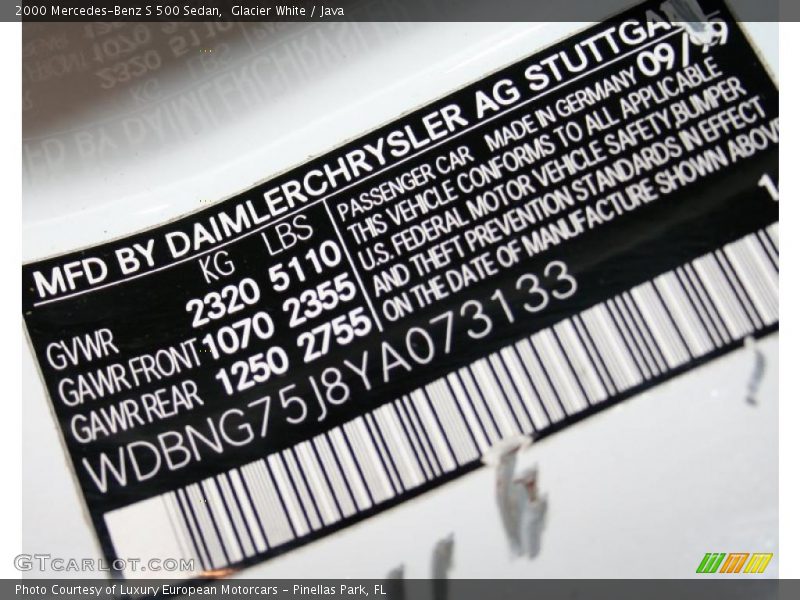 2000 Mercedes-Benz S 500 Sedan,  Glacier White / Java
MFD BY DAIMLERCHRYSLER AG
09/99
KG LBS
GVWR 2320 5110
GAWR FRONT 1070 2355
GAWR REAR 1250 2755
PASSENGER CAR MADE IN GERMANY
THIS VEHICLE CONFORMS TO ALL APPLICABLE
U.S. FEDERAL MOTOR VEHICLE SAFETY,BUMPER
AND THEFT PREVENTION STANDARDS IN EFFECT
ON THE DATE OF MANUFACTURE SHOWN ABOVE
WDBNG75J8YA073133
GTCARLOT.COM
Photo Courtesy of Luxury European Motorcars - Pinellas Park, FL